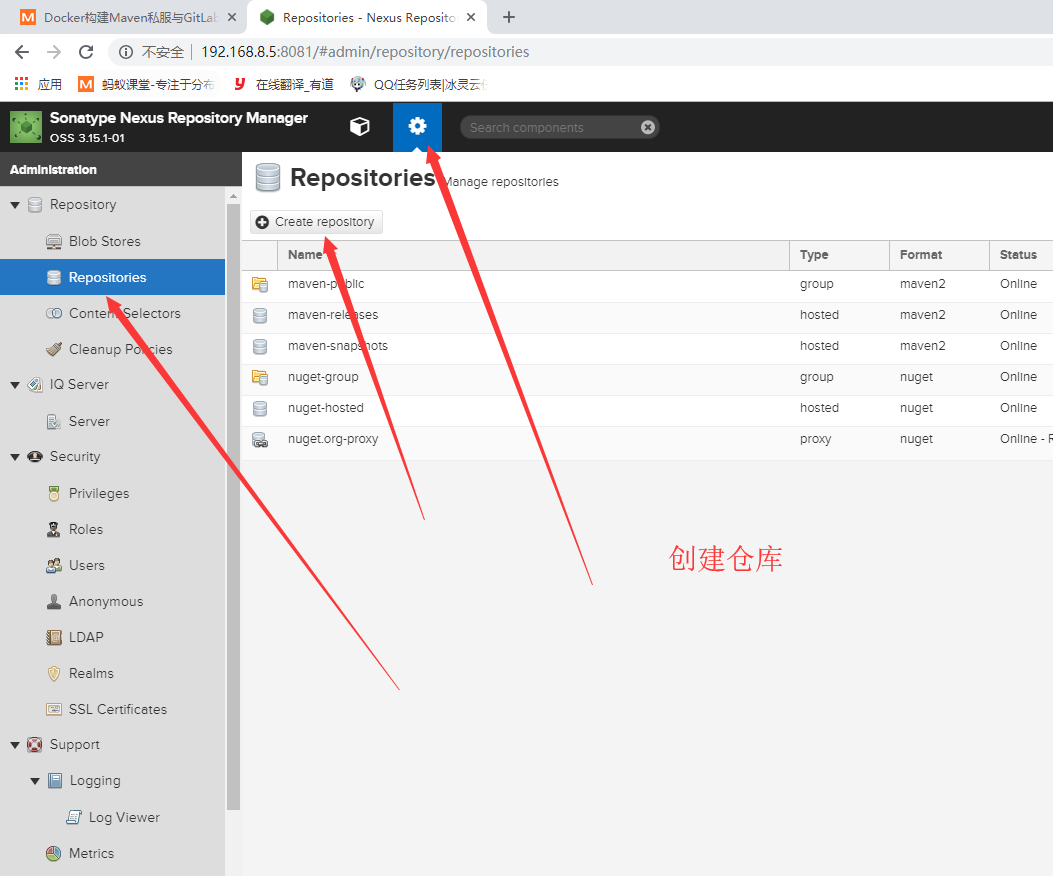 Docker构建Maven私服与GitLab
Repositories - Nexus Reposito
不安全
192.168.8.5:8081/#admin/repository/repositories
应用
蚂蚁课堂-专注于分布
在线翻译_有道
QQ任务列表|冰灵云
Sonatype Nexus Repository Manager
OSS 3.15.1-01
Search components
Administration
Repository
Blob Stores
Repositories
Content Selectors
Cleanup Policies
IQ Server
Server
Security
Privileges
Roles
Users
Anonymous
LDAP
Realms
SSL Certificates
Support
Logging
Log Viewer
Metrics
Repositories Manage repositories
Create repository
Name Type Format Status
maven-public group maven2 Online
maven-releases hosted maven2 Online
maven-snapshots hosted maven2 Online
nuget-group group nuget Online
nuget-hosted hosted nuget Online
nuget.org-proxy proxy nuget Online - R
创建仓库